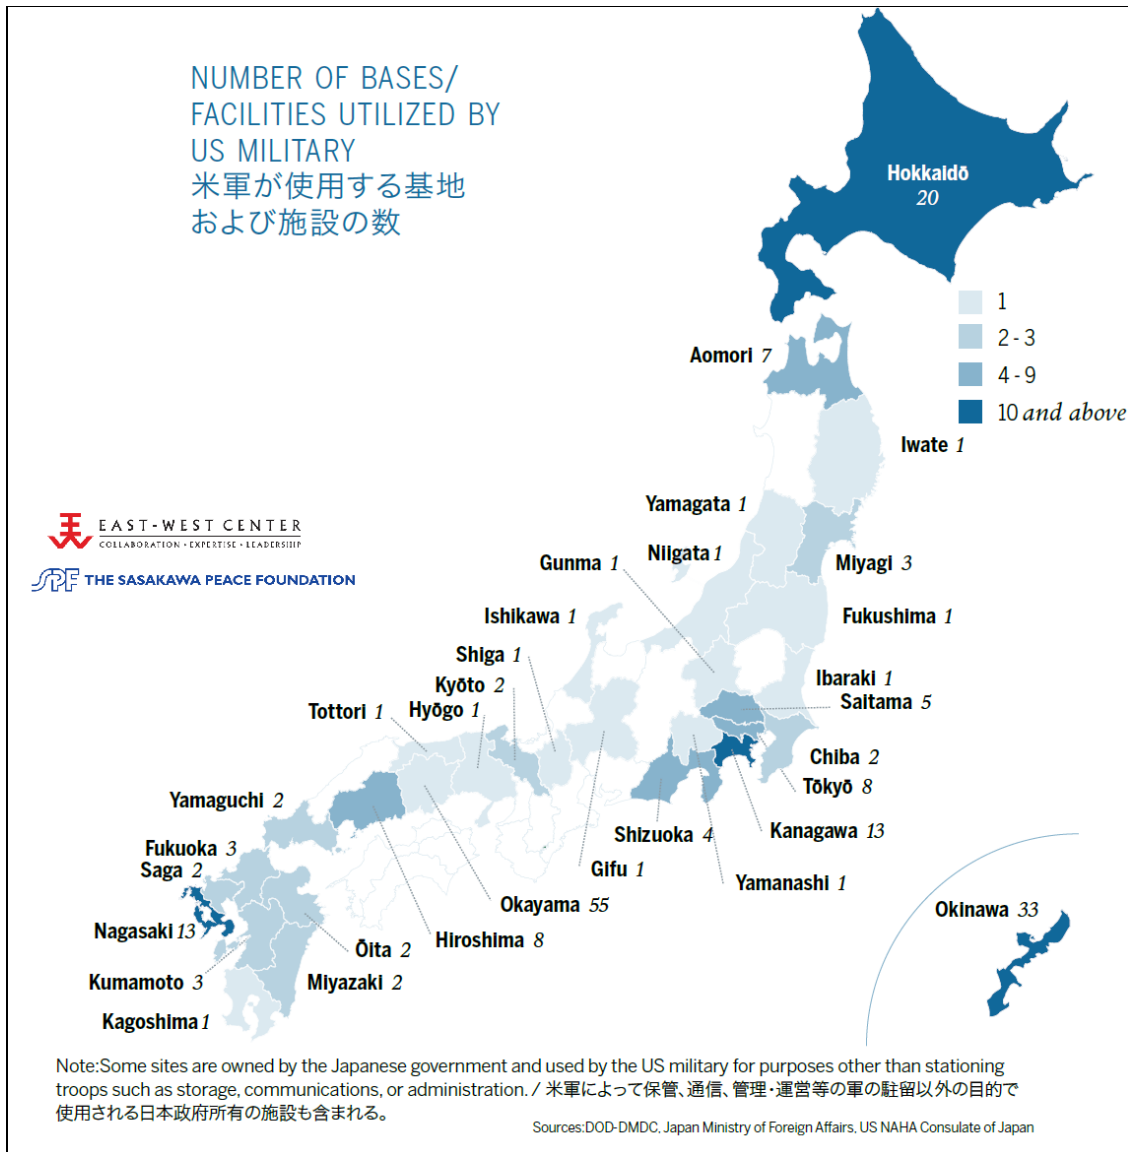 NUMBER OF BASES/
FACILITIES UTILIZED BY
US MILITARY
米軍が使用する基地
および施設の数
Hokkaidō
20
1
2 - 3
4 - 9
10 and above
Aomori 7
Iwate 1
Yamagata 1
Niigata 1
Gunma 1
Miyagi 3
EAST-WEST CENTER
COLLABORATION • EXPERTISE • LEADERSHIP
SPF THE SASAKAWA PEACE FOUNDATION
Ishikawa 1
Fukushima 1
Shiga 1
Kyōto 2
Ibaraki 1
Saitama 5
Tottori 1
Hyōgo 1
Chiba 2
Tōkyō 8
Yamaguchi 2
Shizuoka 4
Kanagawa 13
Fukuoka 3
Saga 2
Gifu 1
Yamanashi 1
Okayama 55
Okinawa 33
Nagasaki 13
Ōita 2
Hiroshima 8
Kumamoto 3
Miyazaki 2
Kagoshima 1
Note:Some sites are owned by the Japanese government and used by the US military for purposes other than stationing
troops such as storage, communications, or administration. / 米軍によって保管、通信、管理・運営等の軍の駐留以外の目的で
使用される日本政府所有の施設も含まれる。
Sources:DOD-DMDC, Japan Ministry of Foreign Affairs, US NAHA Consulate of Japan